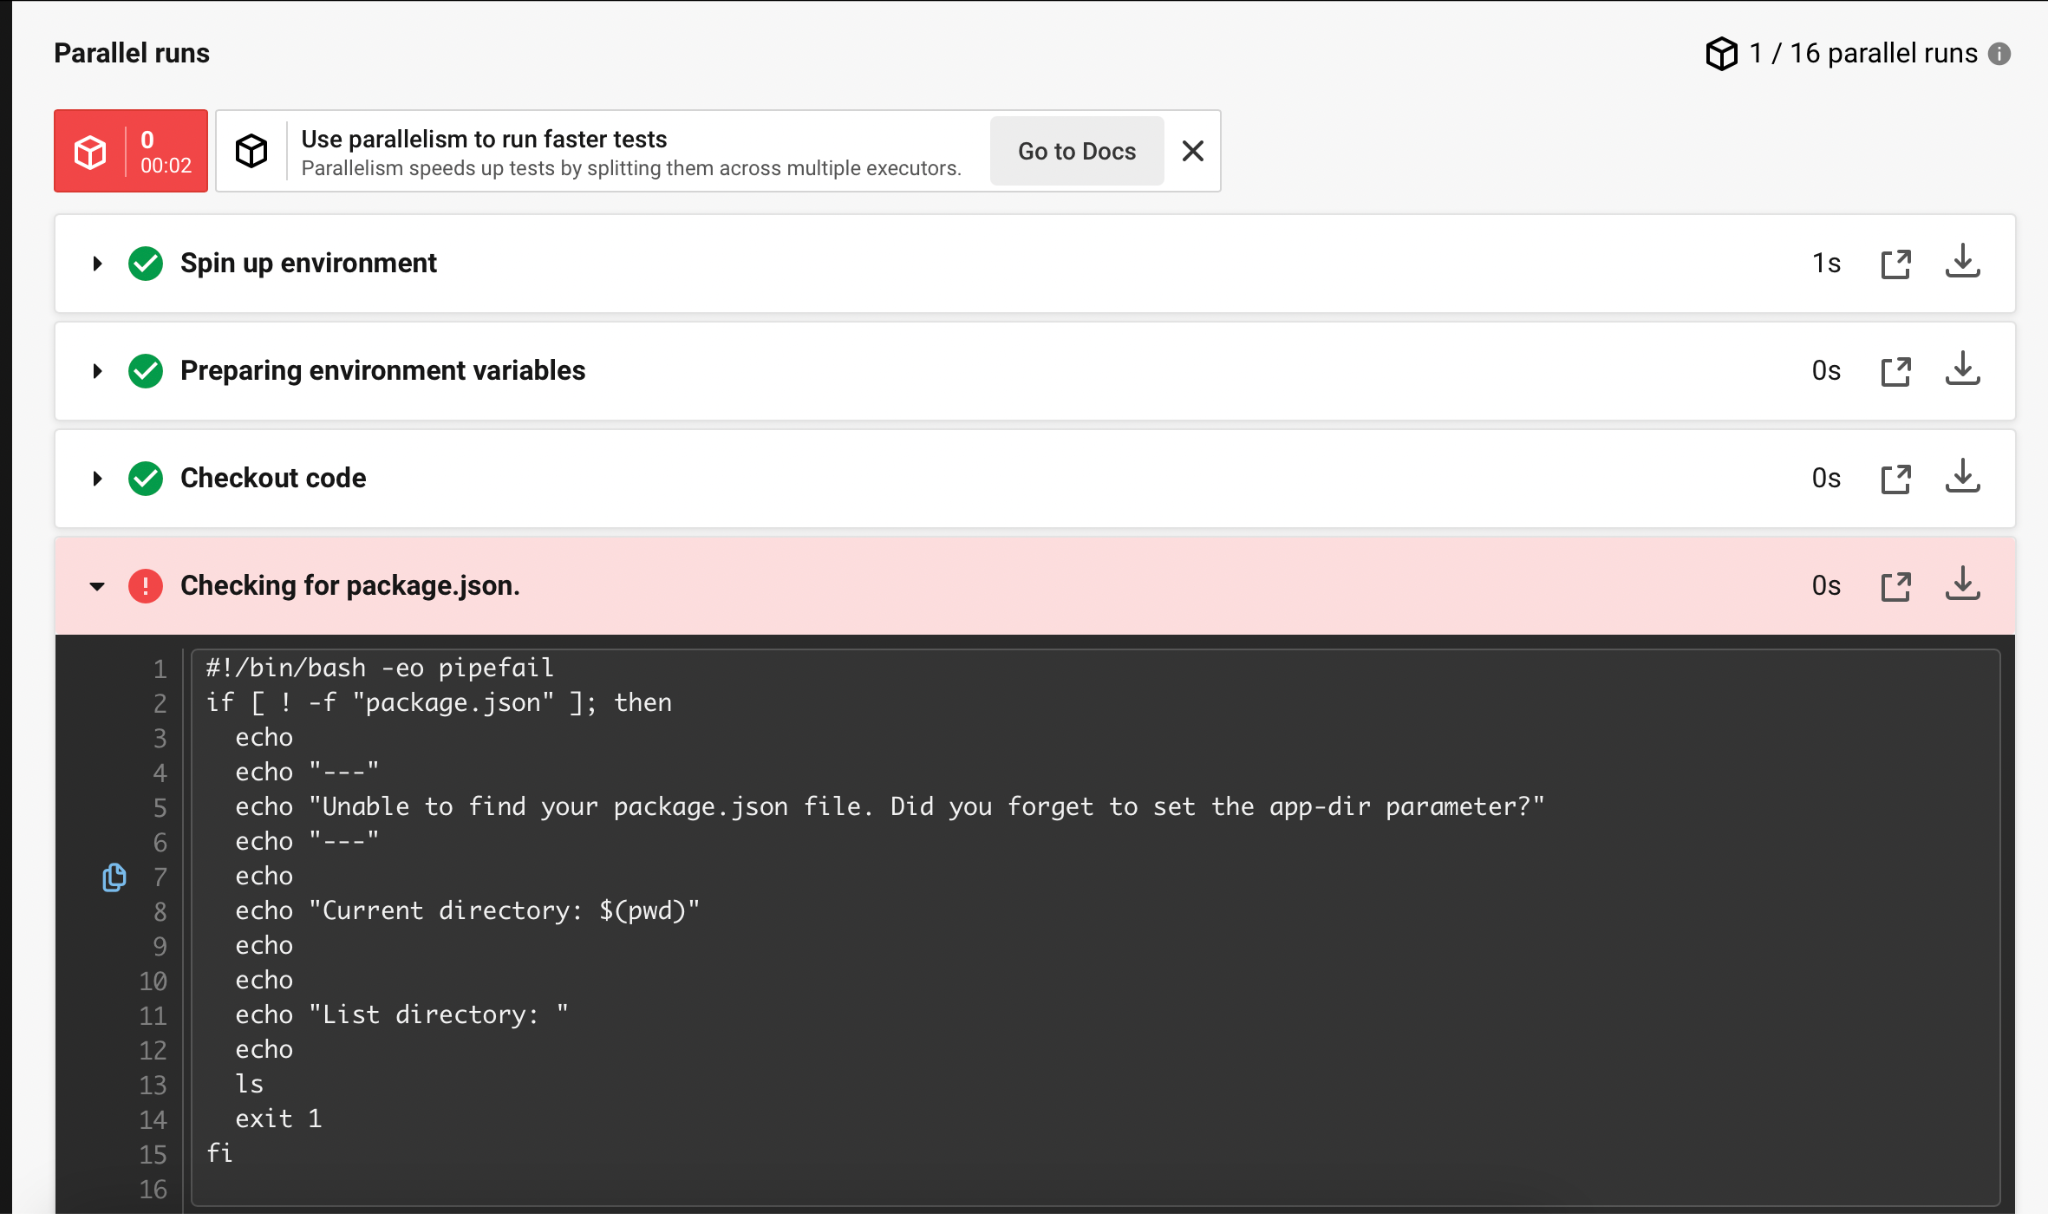 Parallel runs
1 / 16 parallel runs
0
00:02
Use parallelism to run faster tests
Parallelism speeds up tests by splitting them across multiple executors.
Go to Docs
Spin up environment 1s
Preparing environment variables 0s
Checkout code 0s
Checking for package.json. 0s
1 #!/bin/bash -eo pipefail
2 if [ ! -f "package.json" ]; then
3   echo
4   echo "---"
5   echo "Unable to find your package.json file. Did you forget to set the app-dir parameter?"
6   echo "---"
7   echo
8   echo "Current directory: $(pwd)"
9   echo
10   echo
11   echo "List directory: "
12   echo
13   ls
14   exit 1
15 fi
16